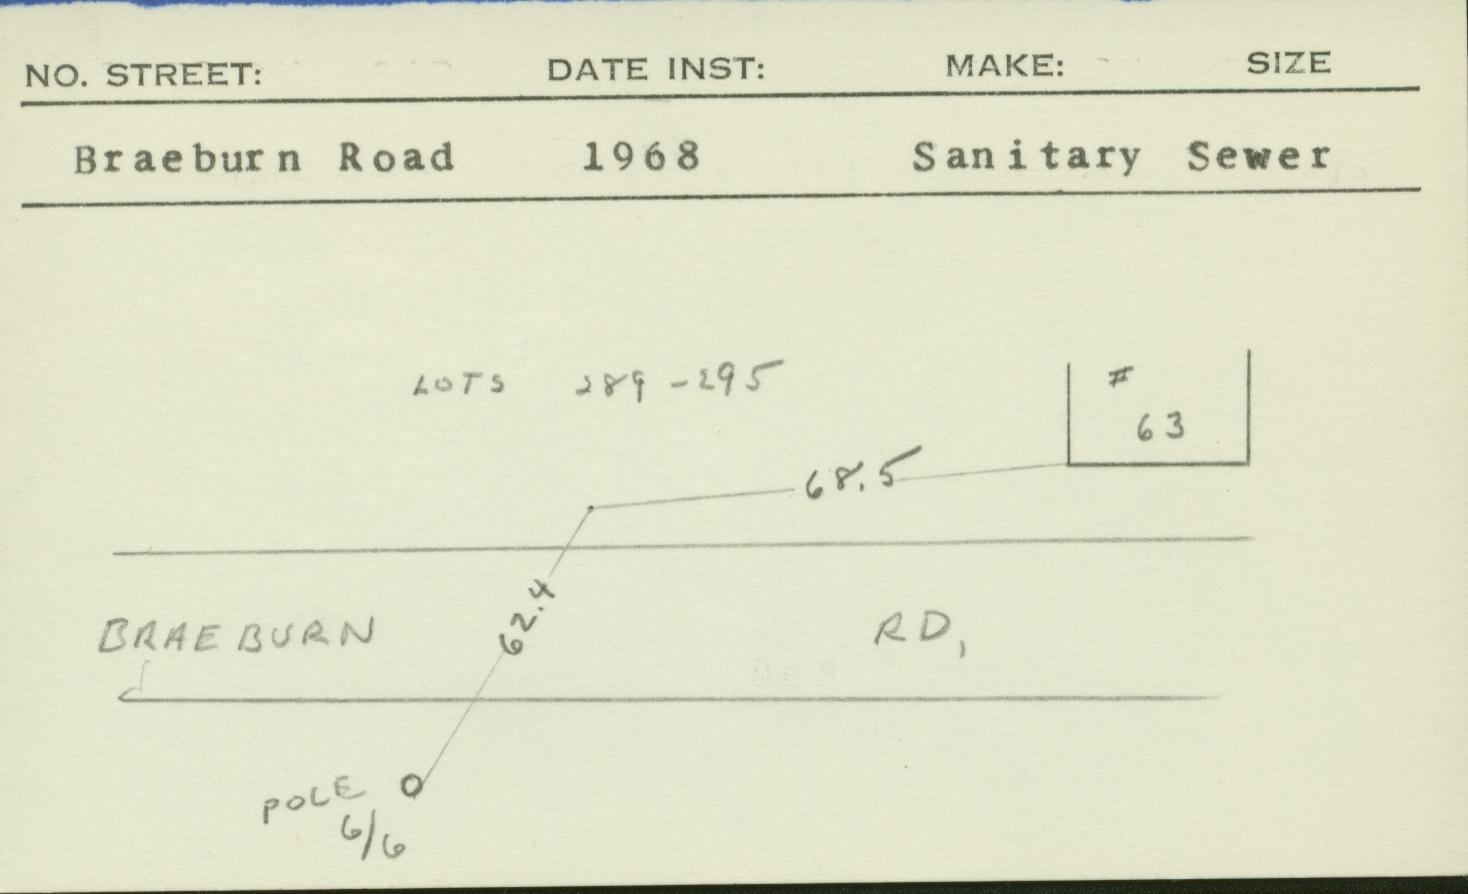 NO. STREET: DATE INST: MAKE: SIZE
Braeburn Road 1968 Sanitary Sewer
LOTS 289-295
#
63
68.5
62.4
BRAEBURN RD,
POLE
6/6